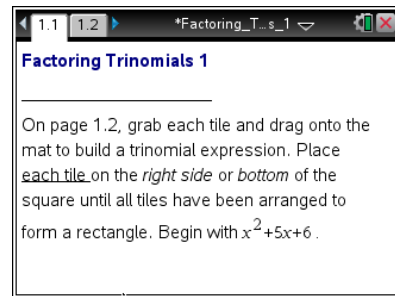 1.1 1.2 *Factoring_T...s_1
Factoring Trinomials 1
On page 1.2, grab each tile and drag onto the
mat to build a trinomial expression. Place
each tile on the right side or bottom of the
square until all tiles have been arranged to
form a rectangle. Begin with x²+5x+6 .